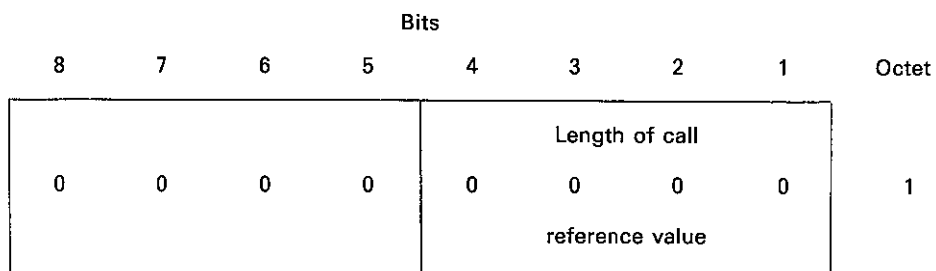 Bits
8 7 6 5 4 3 2 1 Octet
Length of call
0 0 0 0 0 0 0 0 1
reference value